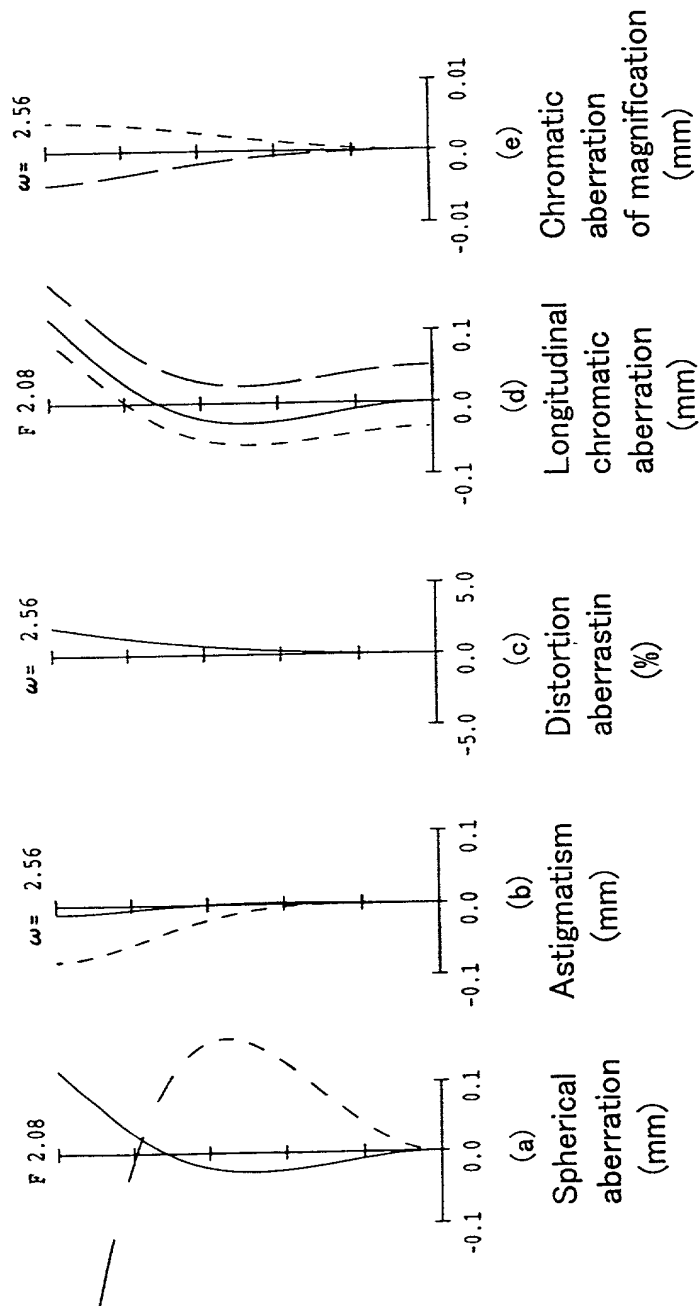 F 2.08
-0.1 0.0 0.1
(a)
Spherical
aberration
(mm)
ω= 2.56
-0.1 0.0 0.1
(b)
Astigmatism
(mm)
ω= 2.56
-5.0 0.0 5.0
(c)
Distortion
aberrastin
(%)
F 2.08
-0.1 0.0 0.1
(d)
Longitudinal
chromatic
aberration
(mm)
ω= 2.56
-0.01 0.0 0.01
(e)
Chromatic
aberration
of magnification
(mm)